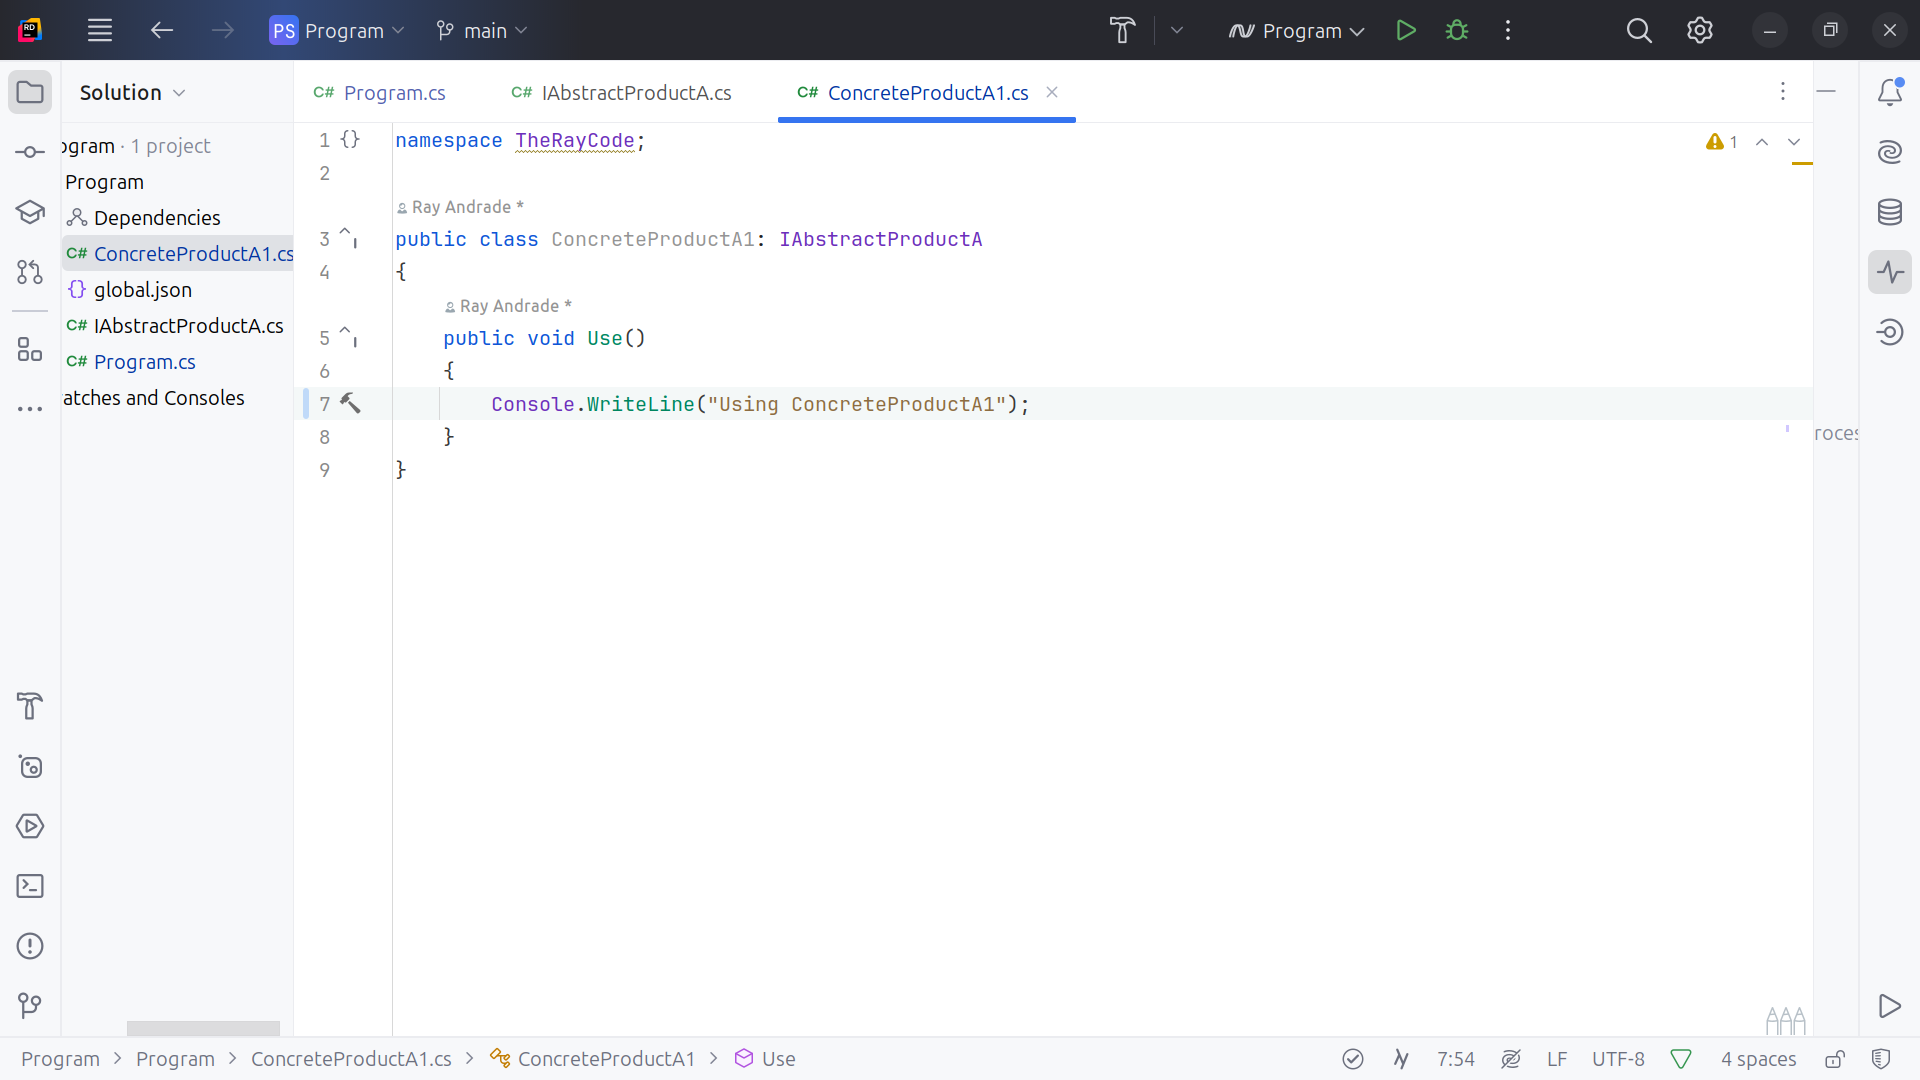 PS Program main Program
Solution
Program.cs IAbstractProductA.cs ConcreteProductA1.cs
ogram · 1 project
Program
Dependencies
C# ConcreteProductA1.cs
{} global.json
C# IAbstractProductA.cs
C# Program.cs
atches and Consoles
1 {} namespace TheRayCode;
2
Ray Andrade *
3 public class ConcreteProductA1: IAbstractProductA
4 {
Ray Andrade *
5 public void Use()
6 {
7 Console.WriteLine("Using ConcreteProductA1");
8 }
9 }
1
roces
Program > Program > ConcreteProductA1.cs > ConcreteProductA1 > Use
7:54 LF UTF-8 4 spaces